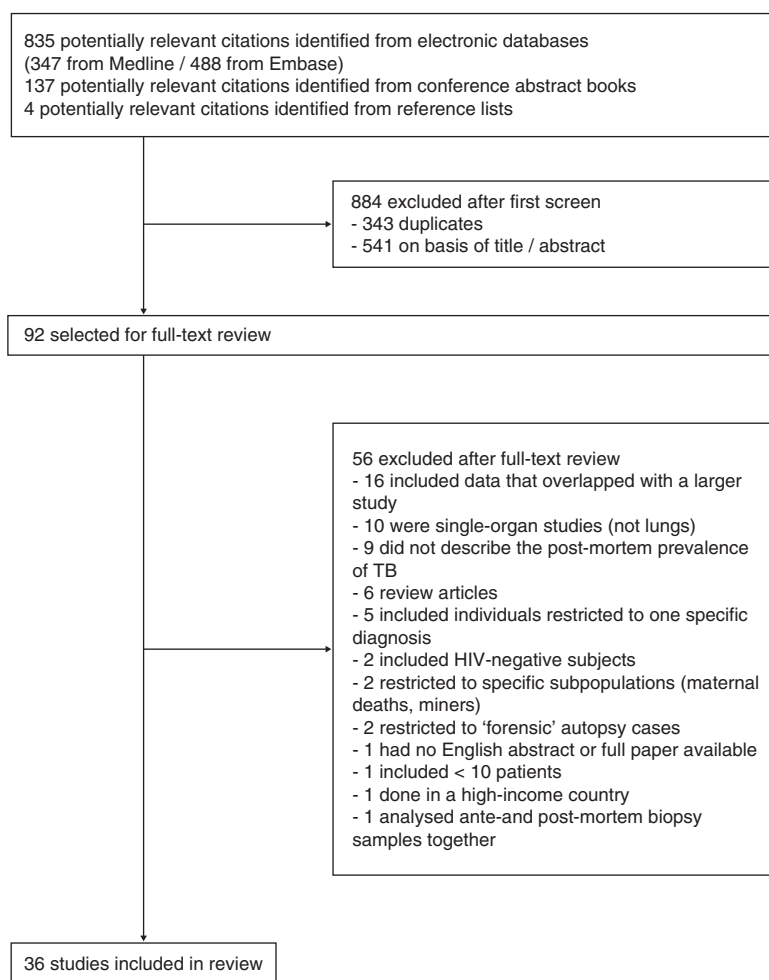 835 potentially relevant citations identified from electronic databases
(347 from Medline / 488 from Embase)
137 potentially relevant citations identified from conference abstract books
4 potentially relevant citations identified from reference lists
884 excluded after first screen
- 343 duplicates
- 541 on basis of title / abstract
92 selected for full-text review
56 excluded after full-text review
- 16 included data that overlapped with a larger
study
- 10 were single-organ studies (not lungs)
- 9 did not describe the post-mortem prevalence
of TB
- 6 review articles
- 5 included individuals restricted to one specific
diagnosis
- 2 included HIV-negative subjects
- 2 restricted to specific subpopulations (maternal
deaths, miners)
- 2 restricted to ‘forensic’ autopsy cases
- 1 had no English abstract or full paper available
- 1 included < 10 patients
- 1 done in a high-income country
- 1 analysed ante-and post-mortem biopsy
samples together
36 studies included in review